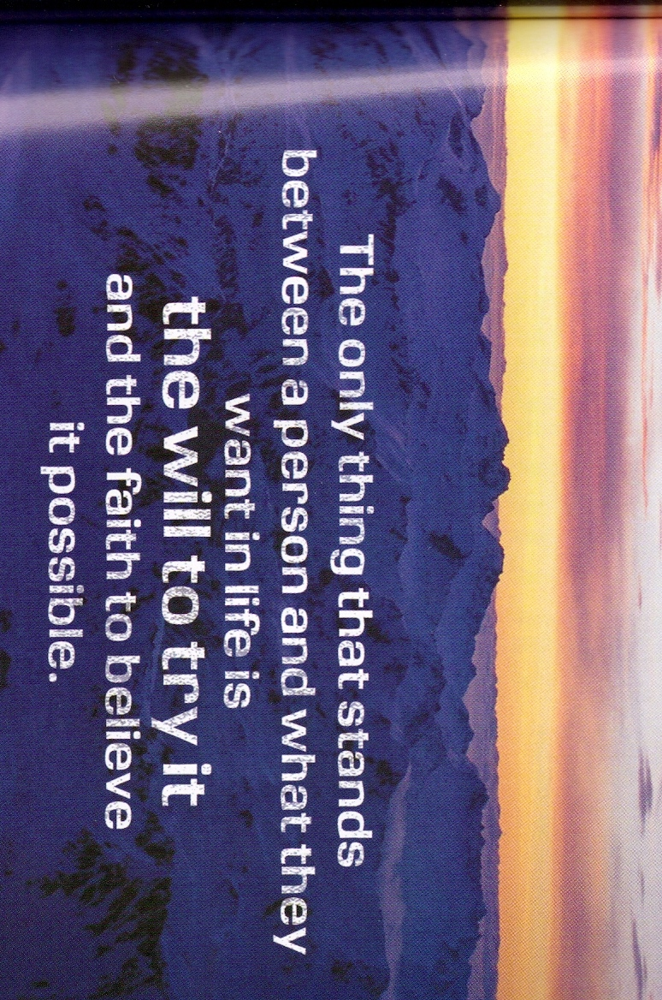 The only thing that stands
between a person and what they
want in life is
the will to try it
and the faith to believe
it possible.